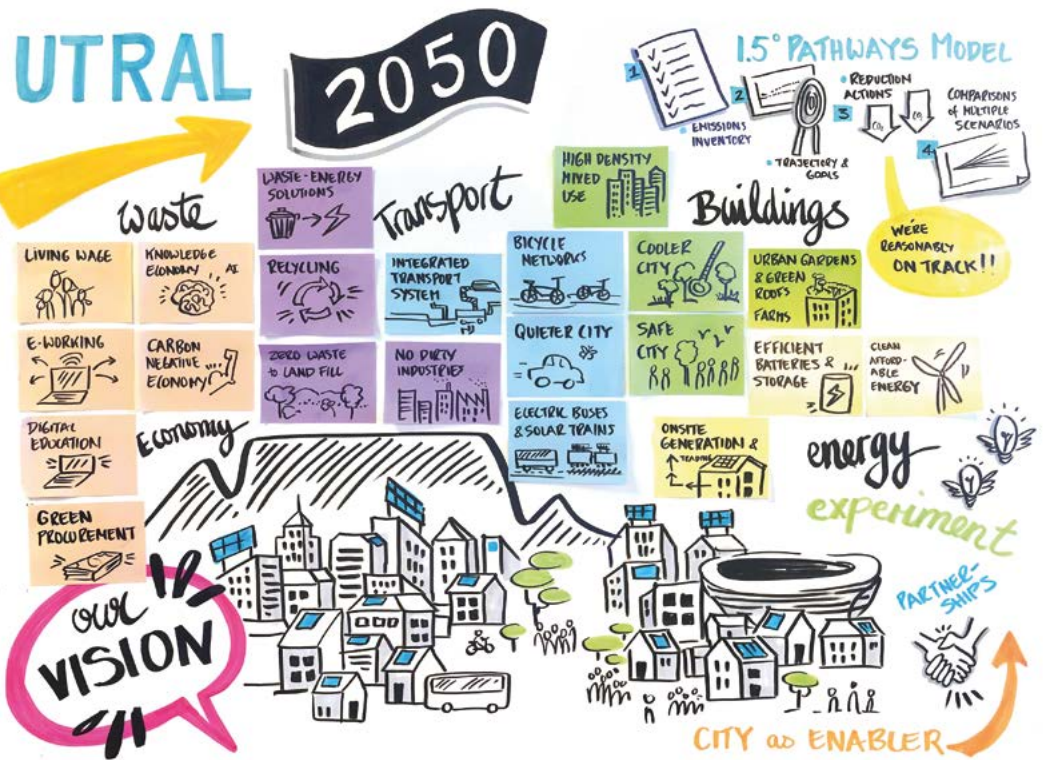 UTRAL
2050
1.5° PATHWAYS MODEL
1
• EMISSIONS
INVENTORY
2
• TRAJECTORY &
GOALS
• REDUCTION
ACTIONS
3
CO₂
CO₂
COMPARISONS
of MULTIPLE
SCENARIOS
4
WE'RE
REASONABLY
ON TRACK!!
Waste
WASTE-ENERGY
SOLUTIONS
Transport
HIGH DENSITY
MIXED
USE
Buildings
LIVING WAGE
KNOWLEDGE
ECONOMY
AI
RECYCLING
INTEGRATED
TRANSPORT
SYSTEM
BICYCLE
NETWORKS
COOLER
CITY
URBAN GARDENS
& GREEN
ROOFS
FARMS
E-WORKING
CARBON
NEGATIVE
ECONOMY
ZERO WASTE
to LAND FILL
NO DIRTY
INDUSTRIES
QUIETER CITY
SAFE
CITY
EFFICIENT
BATTERIES &
STORAGE
CLEAN
AFFORD-
ABLE
ENERGY
DIGITAL
EDUCATION
Economy
ELECTRIC BUSES
& SOLAR TRAINS
ONSITE
GENERATION &
TRADING
energy
experiment
GREEN
PROCUREMENT
our
VISION
PARTNER-
SHIPS
CITY as ENABLER